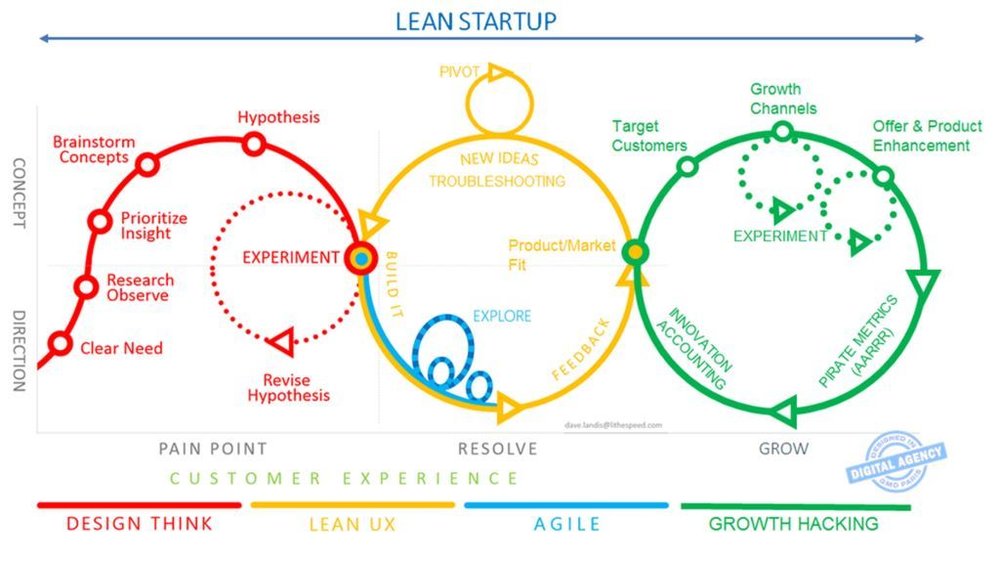 LEAN STARTUP
CONCEPT
DIRECTION
Clear Need
Research
Observe
Prioritize
Insight
Brainstorm
Concepts
Hypothesis
EXPERIMENT
Revise
Hypothesis
PIVOT
NEW IDEAS
TROUBLESHOOTING
BUILD IT
EXPLORE
FEEDBACK
Product/Market
Fit
Target
Customers
Growth
Channels
Offer & Product
Enhancement
EXPERIMENT
INNOVATION
ACCOUNTING
PIRATE METRICS
(AARRR)
dave.landis@lithespeed.com
PAIN POINT
RESOLVE
GROW
CUSTOMER EXPERIENCE
DESIGNED IN
DIGITAL AGENCY
GMO PARIS
DESIGN THINK
LEAN UX
AGILE
GROWTH HACKING